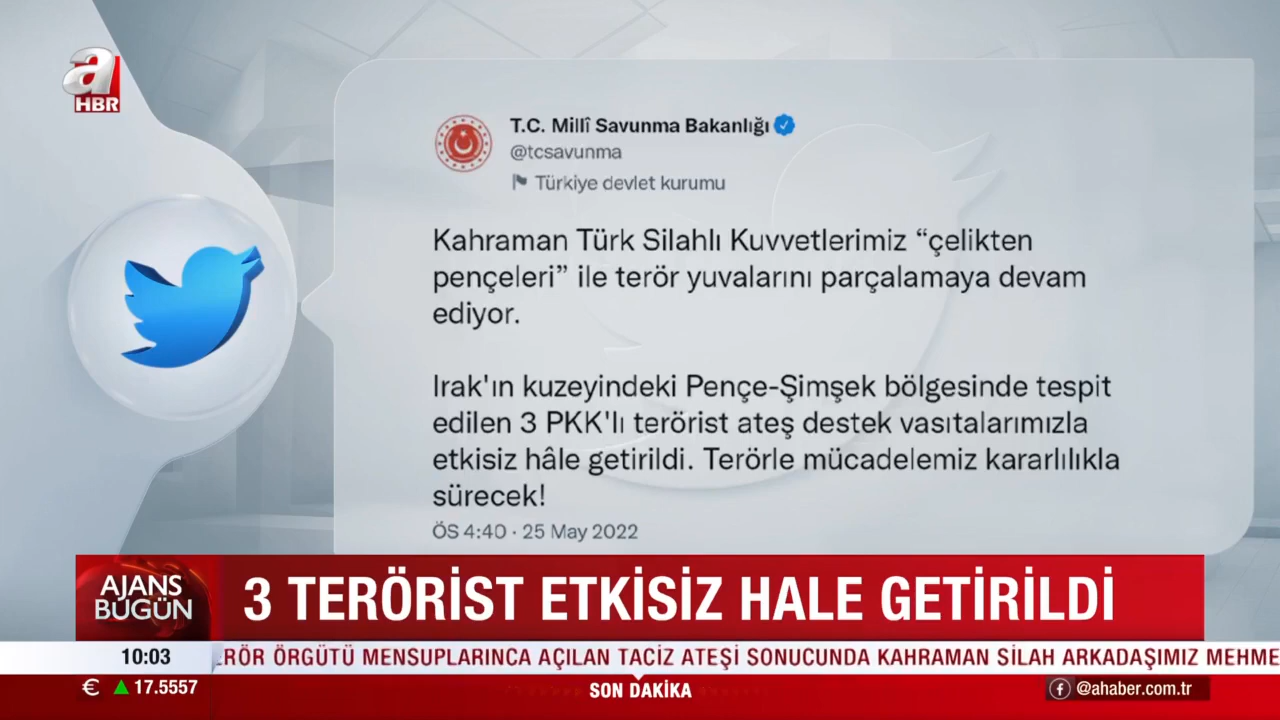 a
HBR
T.C. Millî Savunma Bakanlığı
@tcsavunma
Türkiye devlet kurumu
Kahraman Türk Silahlı Kuvvetlerimiz “çelikten
pençeleri” ile terör yuvalarını parçalamaya devam
ediyor.
Irak'ın kuzeyindeki Pençe-Şimşek bölgesinde tespit
edilen 3 PKK'lı terörist ateş destek vasıtalarımızla
etkisiz hâle getirildi. Terörle mücadelemiz kararlılıkla
sürecek!
ÖS 4:40 · 25 May 2022
AJANS
BUGÜN
3 TERÖRİST ETKİSİZ HALE GETİRİLDİ
10:03
ERÖR ÖRGÜTÜ MENSUPLARINCA AÇILAN TACİZ ATEŞİ SONUCUNDA KAHRAMAN SİLAH ARKADAŞIMIZ MEHME
€ ▲ 17.5557
SON DAKİKA
@ahaber.com.tr